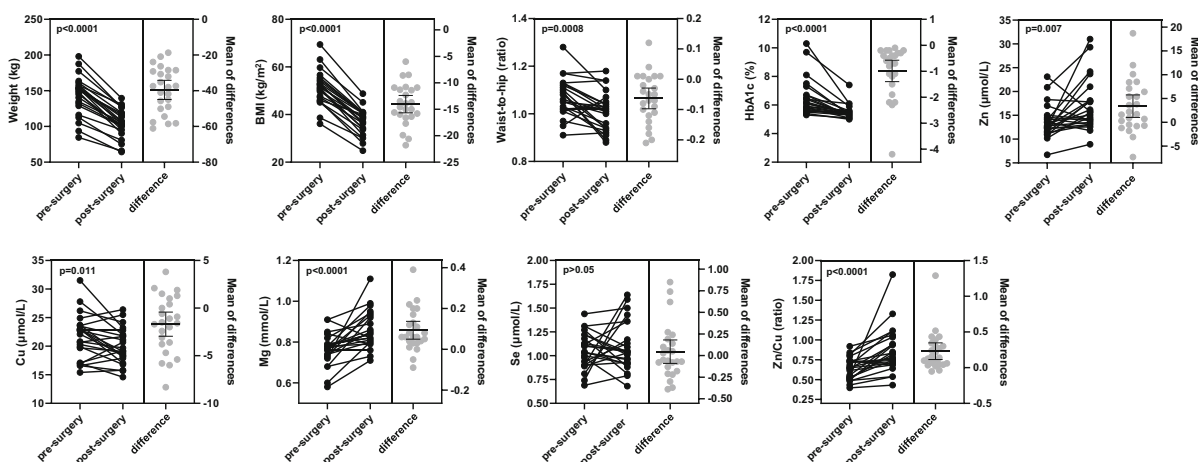 Weight (kg)
250
200
150
100
50
p<0.0001
0
-20
-40
-60
-80
Mean of differences
pre-surgery
post-surgery
difference
BMI (kg/m²)
80
60
40
20
p<0.0001
0
-5
-10
-15
-20
-25
Mean of differences
pre-surgery
post-surgery
difference
Waist-to-hip (ratio)
1.4
1.2
1.0
0.8
p=0.0008
0.2
0.1
0.0
-0.1
-0.2
Mean of differences
pre-surgery
post-surgery
difference
HbA1c (%)
12
10
8
6
4
2
p<0.0001
1
0
-1
-2
-3
-4
Mean of differences
pre-surgery
post-surgery
difference
Zn (µmol/L)
35
30
25
20
15
10
5
p=0.007
20
15
10
5
0
-5
Mean of differences
pre-surgery
post-surgery
difference
Cu (µmol/L)
35
30
25
20
15
10
p=0.011
5
0
-5
-10
Mean of differences
pre-surgery
post-surgery
difference
Mg (mmol/L)
1.2
1.0
0.8
0.6
p<0.0001
0.4
0.2
0.0
-0.2
Mean of differences
pre-surgery
post-surgery
difference
Se (µmol/L)
1.75
1.50
1.25
1.00
0.75
0.50
p>0.05
1.00
0.75
0.50
0.25
0.00
-0.25
-0.50
Mean of differences
pre-surgery
post-surger
difference
Zn/Cu (ratio)
2.00
1.75
1.50
1.25
1.00
0.75
0.50
0.25
p<0.0001
1.5
1.0
0.5
0.0
-0.5
Mean of differences
pre-surgery
post-surgery
difference